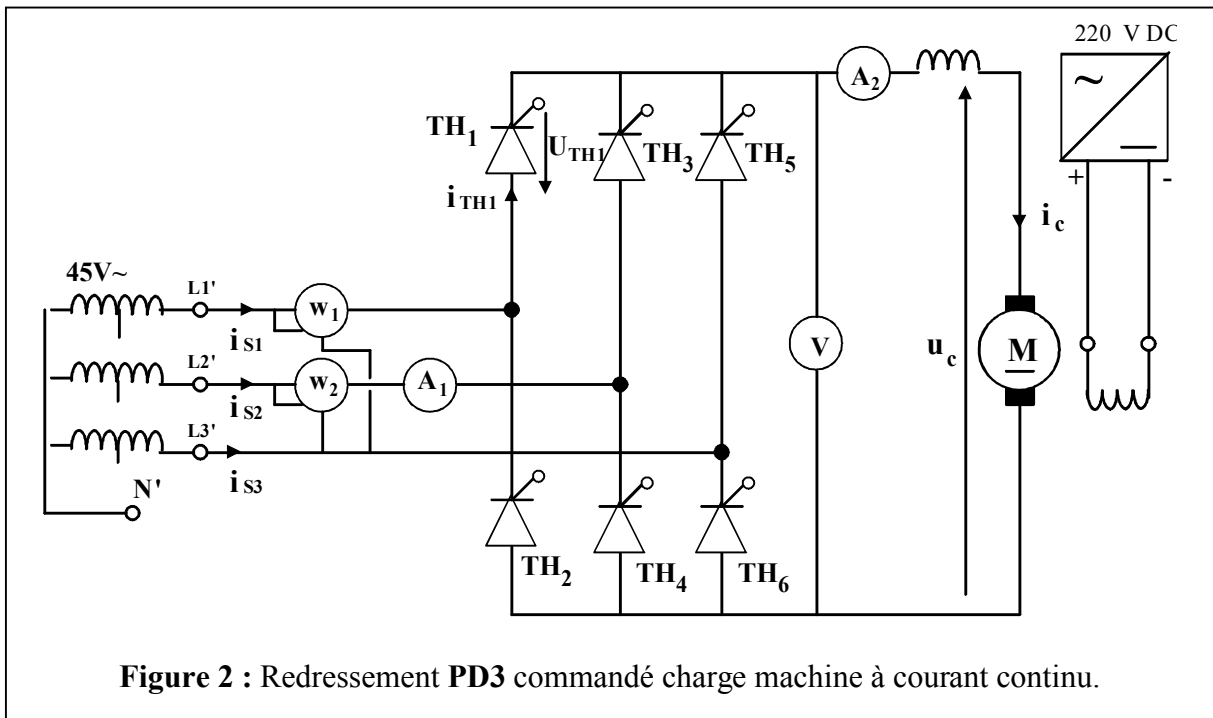 220 V DC
~
A2
TH1
UTH1
TH3
TH5
+
-
iTH1
ic
45V~
L1'
w1
iS1
L2'
w2
A1
V
uc
M
iS2
L3'
iS3
N'
TH2
TH4
TH6
Figure 2 : Redressement PD3 commandé charge machine à courant continu.